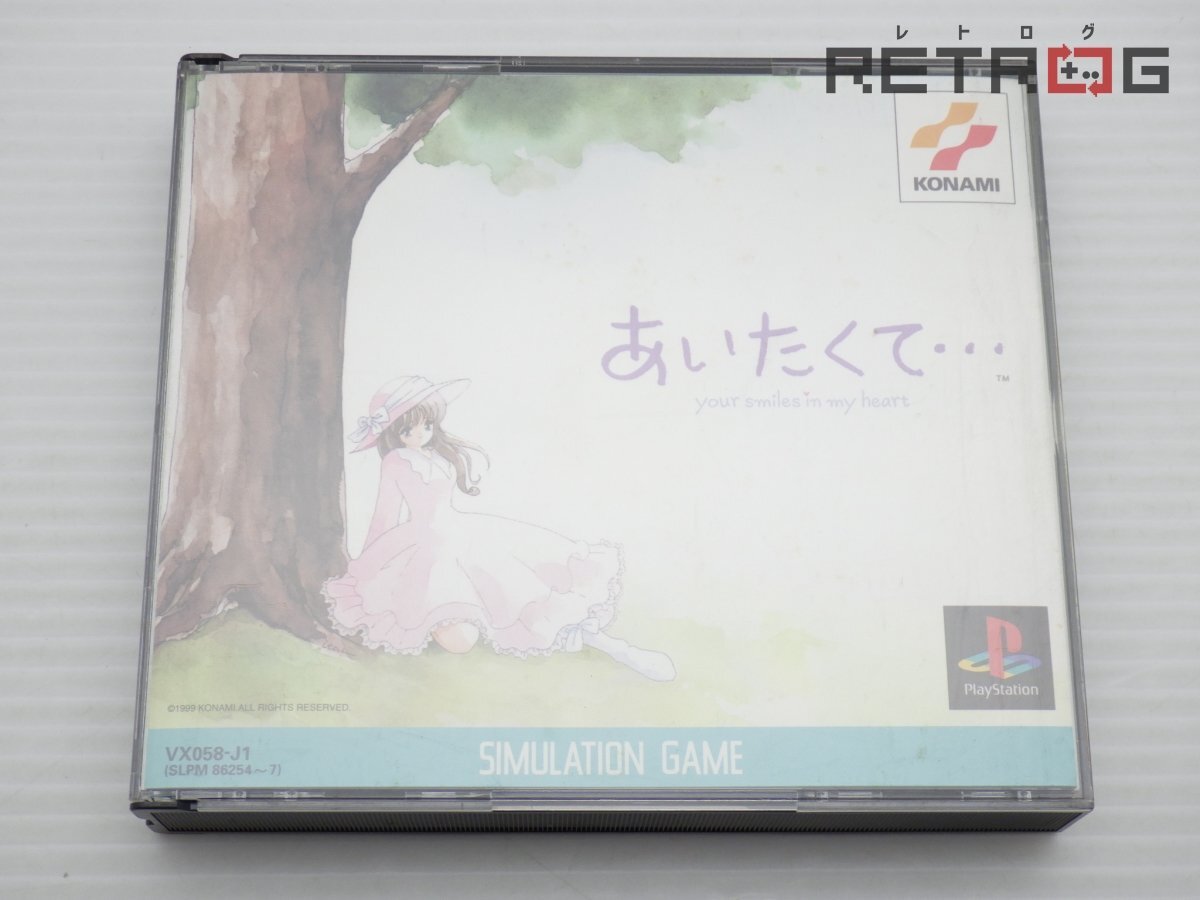 レトログ
RETROG
KONAMI
あいたくて・・・
TM
your smiles in my heart
PlayStation
©1999 KONAMI ALL RIGHTS RESERVED.
VX058-J1
(SLPM 86254~7)
SIMULATION GAME